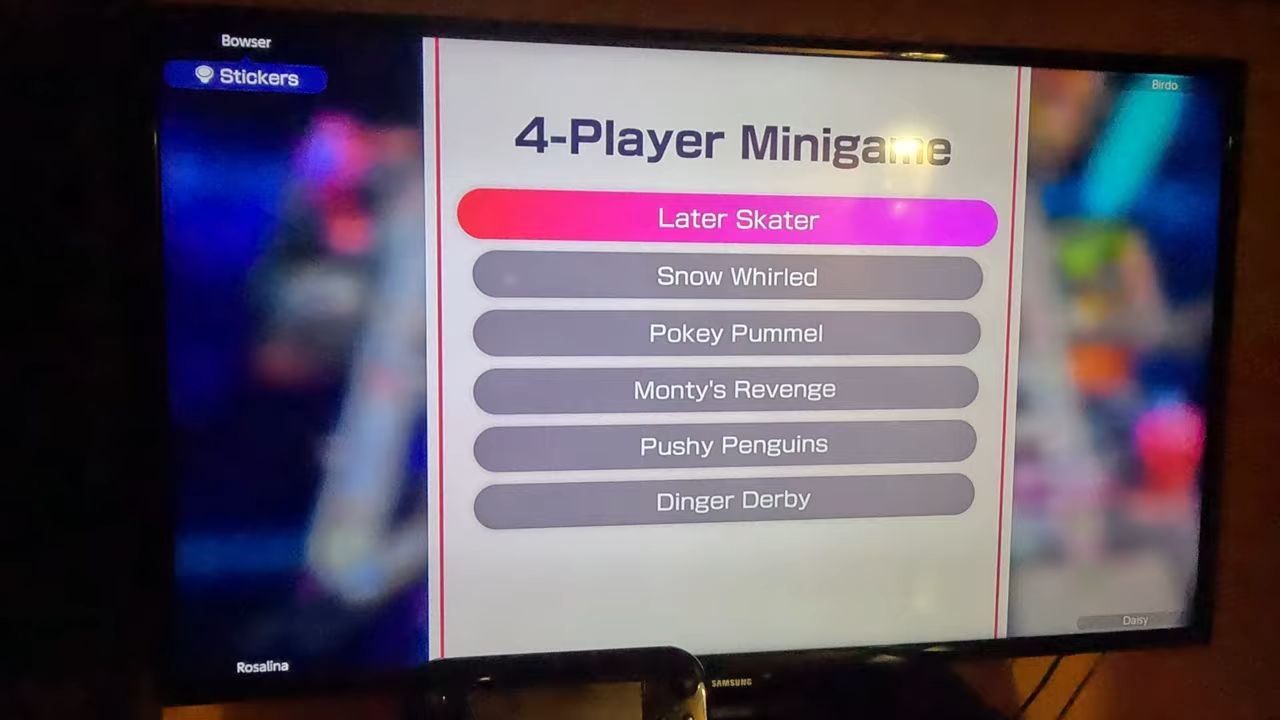 Bowser
Stickers
Birdo
4-Player Minigame
Later Skater
Snow Whirled
Pokey Pummel
Monty's Revenge
Pushy Penguins
Dinger Derby
Daisy
Rosalina
SAMSUNG